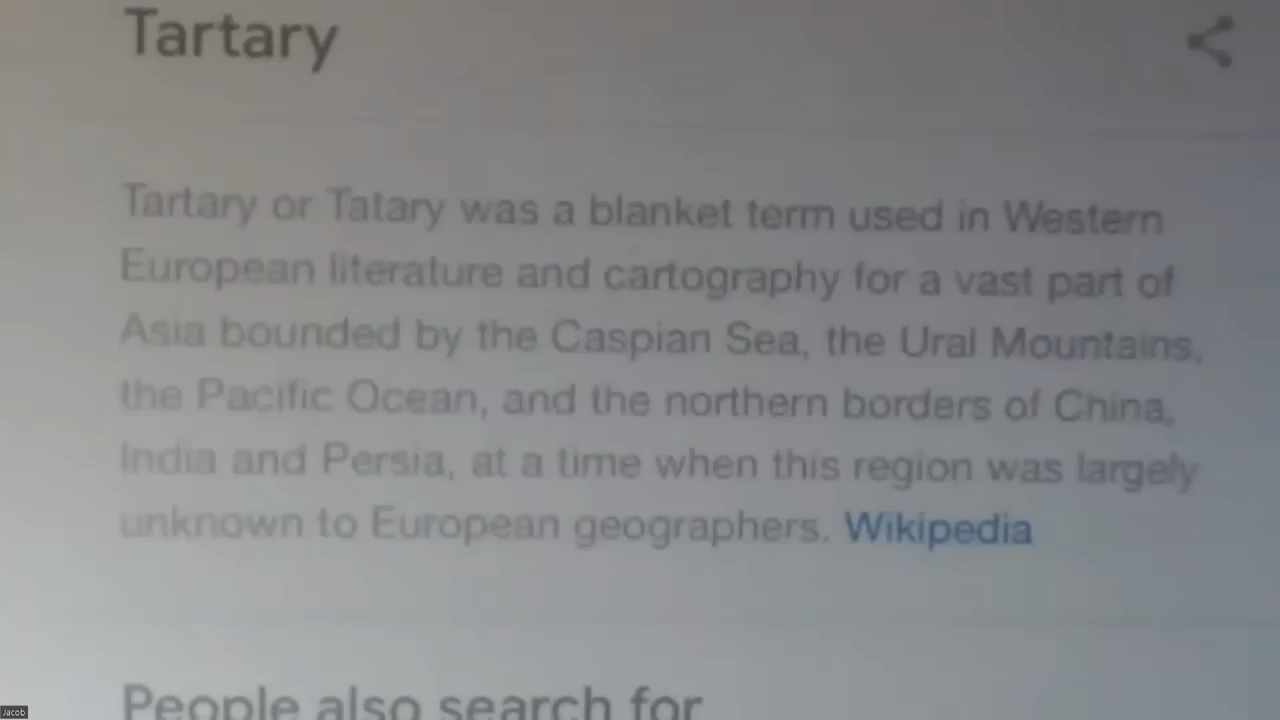 Tartary
Tartary or Tatary was a blanket term used in Western
European literature and cartography for a vast part of
Asia bounded by the Caspian Sea, the Ural Mountains,
the Pacific Ocean, and the northern borders of China,
India and Persia, at a time when this region was largely
unknown to European geographers. Wikipedia
People also search for
Jacob